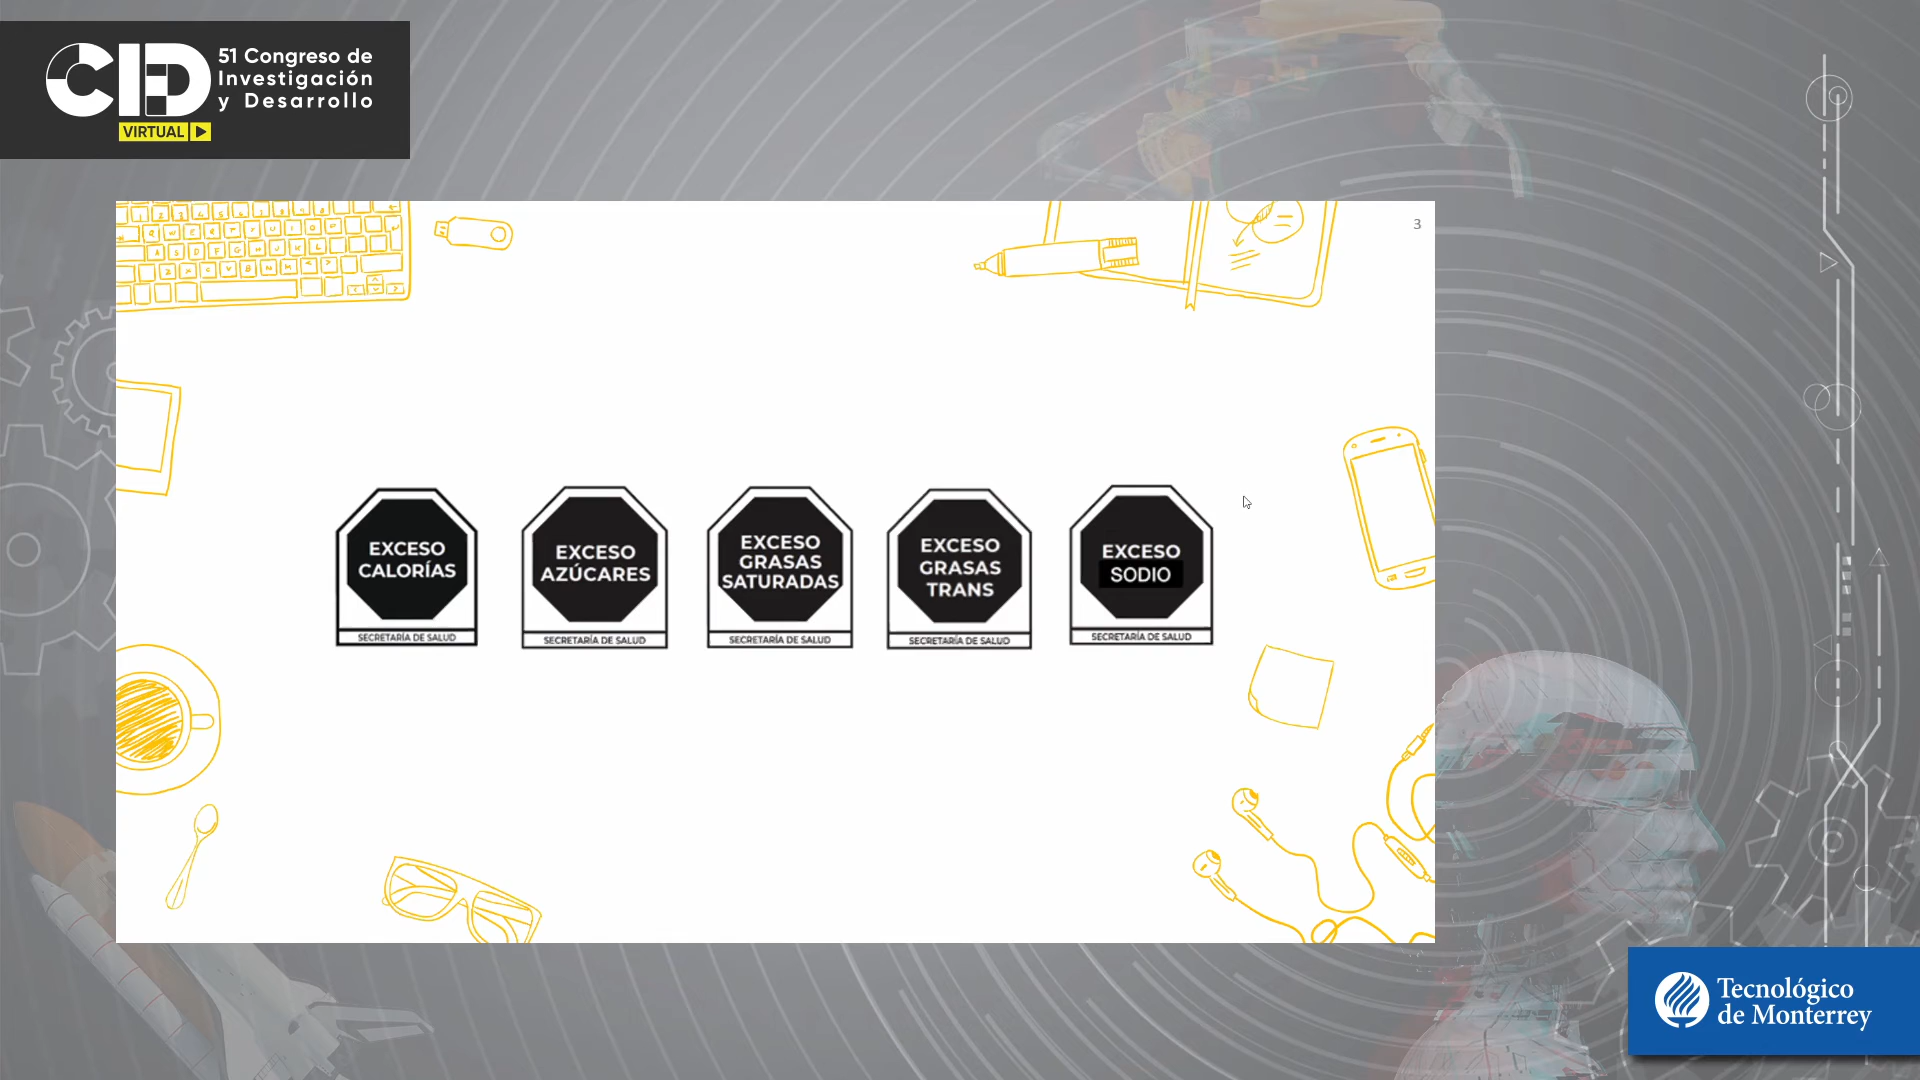 CID
51 Congreso de
Investigación
y Desarrollo
VIRTUAL
3
EXCESO
CALORÍAS
SECRETARÍA DE SALUD
EXCESO
AZÚCARES
SECRETARÍA DE SALUD
EXCESO
GRASAS
SATURADAS
SECRETARÍA DE SALUD
EXCESO
GRASAS
TRANS
SECRETARÍA DE SALUD
EXCESO
SODIO
SECRETARÍA DE SALUD
Tecnológico
de Monterrey